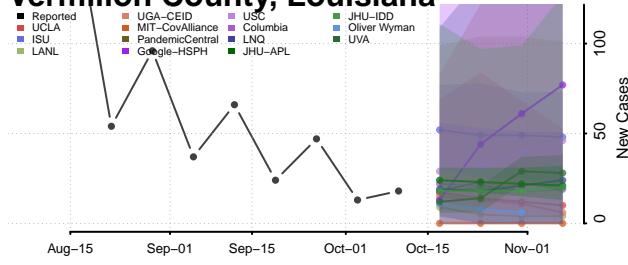 Vermilion County, Louisiana
Reported UGA−CEID USC JHU−IDD
UCLA MIT−CovAlliance Columbia Oliver Wyman
ISU PandemicCentral LNQ UVA
LANL Google−HSPH JHU−APL
100
50
0
New Cases
Aug−15 Sep−01 Sep−15 Oct−01 Oct−15 Nov−01